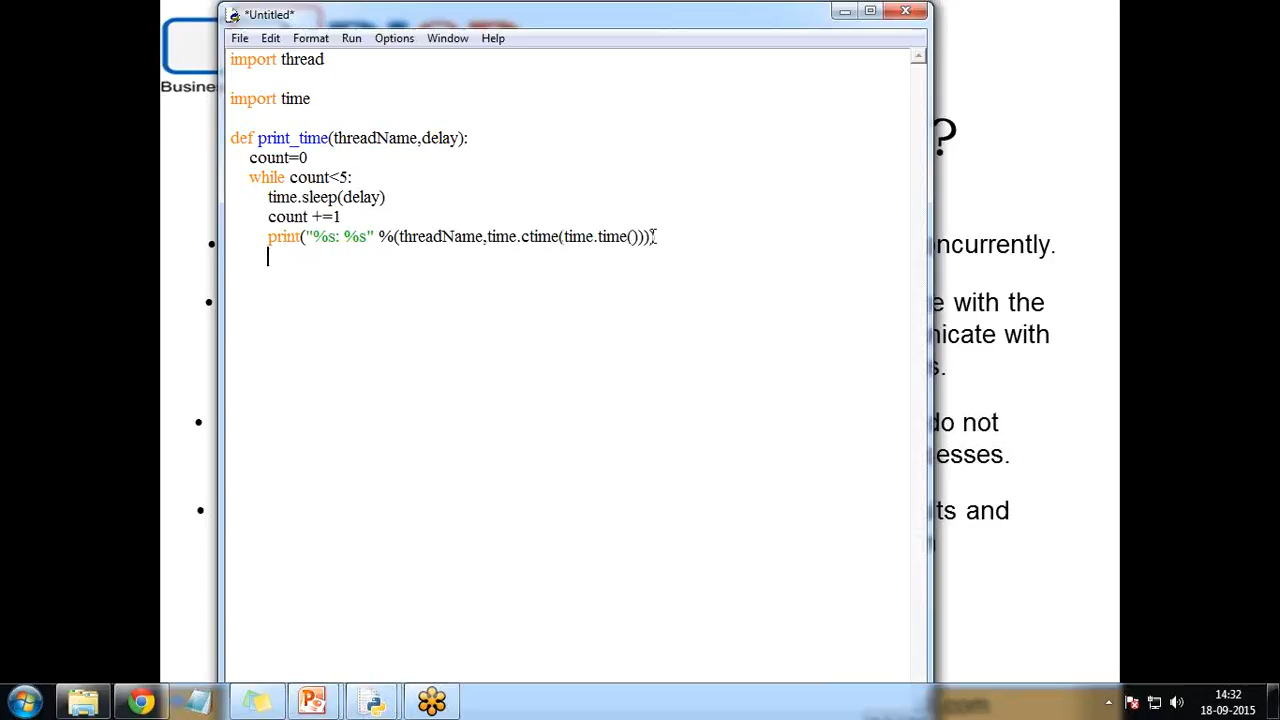 *Untitled*
File Edit Format Run Options Window Help
import thread
import time
def print_time(threadName,delay):
count=0
while count<5:
time.sleep(delay)
count +=1
print("%s: %s" %(threadName,time.ctime(time.time()))
Busine
?
oncurrently.
e with the
nicate with
s.
do not
esses.
ts and
14:32
18-09-2015